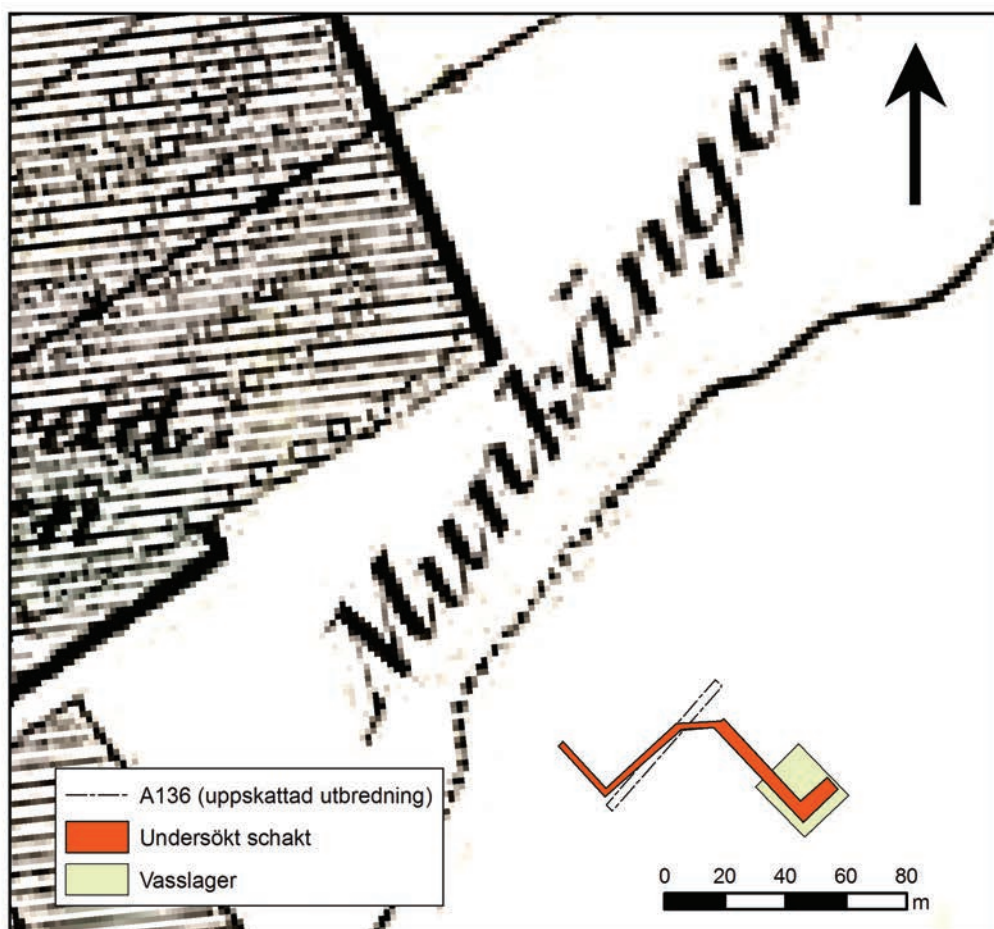 Munkängen
A136 (uppskattad utbredning)
Undersökt schakt
Vasslager
0 20 40 60 80
m